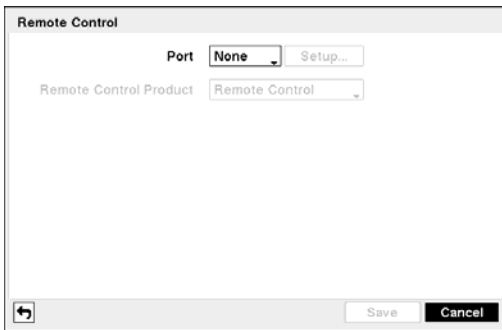 Remote Control
Port None Setup...
Remote Control Product Remote Control
Save Cancel